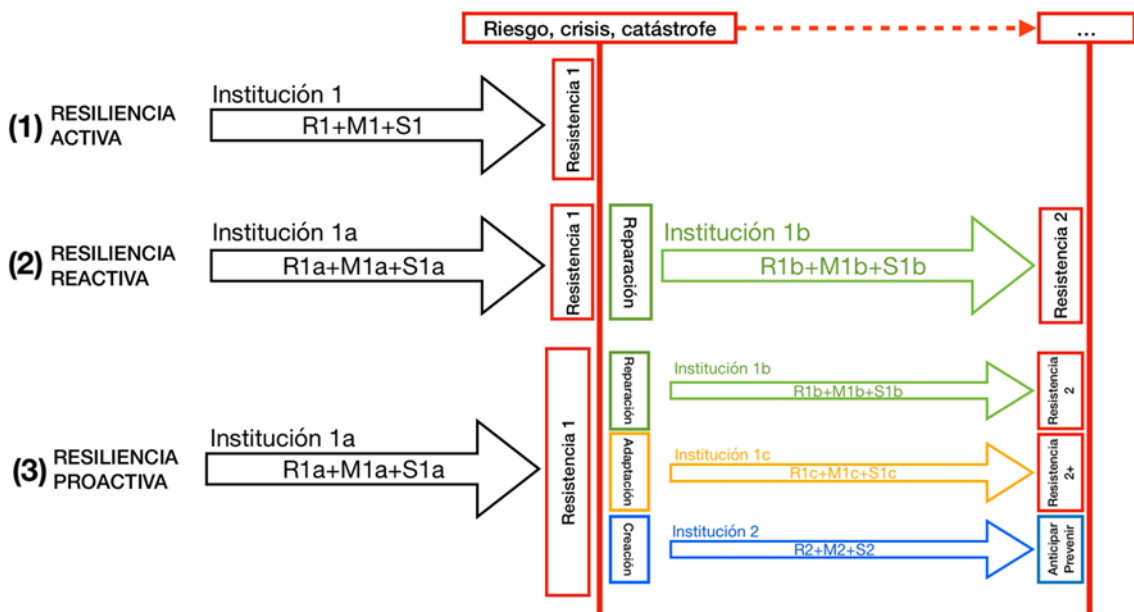 Riesgo, crisis, catástrofe
...
(1) RESILIENCIA
ACTIVA
Institución 1
R1+M1+S1
Resistencia 1
(2) RESILIENCIA
REACTIVA
Institución 1a
R1a+M1a+S1a
Resistencia 1
Reparación
Institución 1b
R1b+M1b+S1b
Resistencia 2
(3) RESILIENCIA
PROACTIVA
Institución 1a
R1a+M1a+S1a
Resistencia 1
Reparación
Institución 1b
R1b+M1b+S1b
Resistencia
2
Adaptación
Institución 1c
R1c+M1c+S1c
Resistencia
2+
Creación
Institución 2
R2+M2+S2
Anticipar
Prevenir